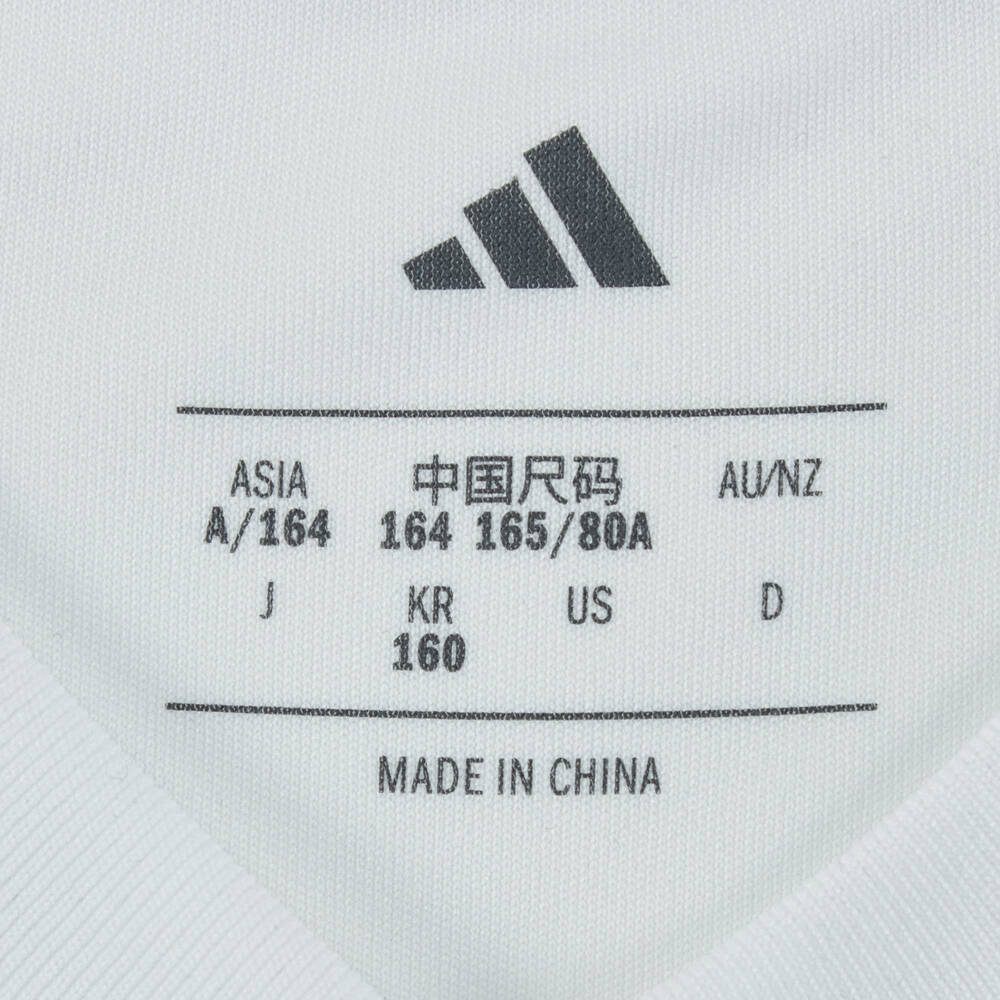 ASIA 中国尺码 AU/NZ
A/164 164 165/80A
J KR US D
160
MADE IN CHINA